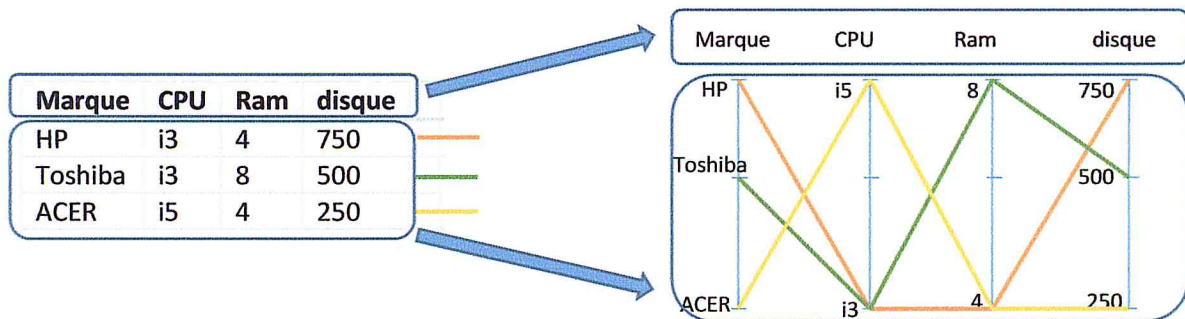 Marque CPU Ram disque
HP i3 4 750
Toshiba i3 8 500
ACER i5 4 250
Marque CPU Ram disque
HP i5 8 750
Toshiba 500
ACER i3 4 250